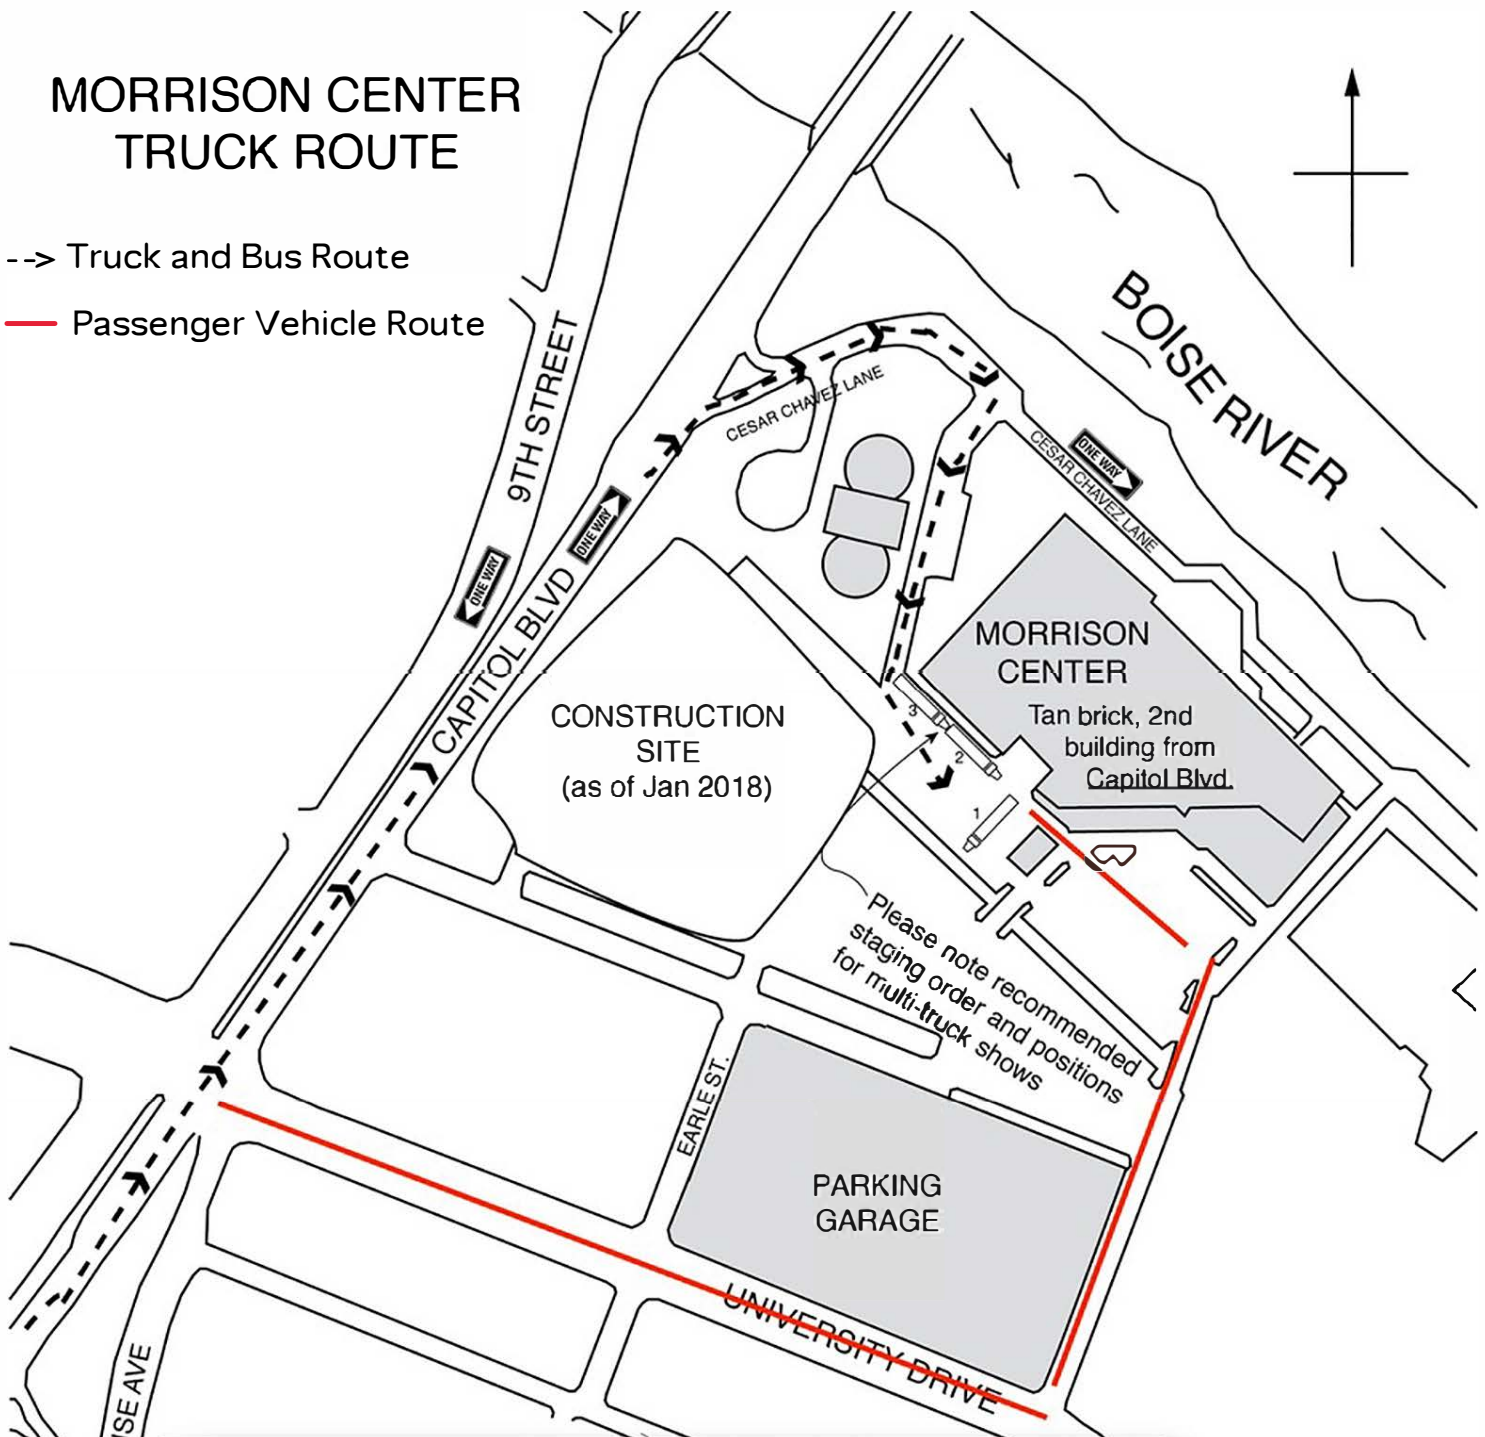 MORRISON CENTER
TRUCK ROUTE
--> Truck and Bus Route
Passenger Vehicle Route
9TH STREET
ONE WAY
CAPITOL BLVD
ONE WAY
CESAR CHAVEZ LANE
CESAR CHAVEZ LANE
ONE WAY
BOISE RIVER
MORRISON
CENTER
Tan brick, 2nd
building from
Capitol Blvd.
CONSTRUCTION
SITE
(as of Jan 2018)
3
2
1
Please note recommended
staging order and positions
for multi-truck shows
EARLE ST.
PARKING
GARAGE
UNIVERSITY DRIVE
ISE AVE